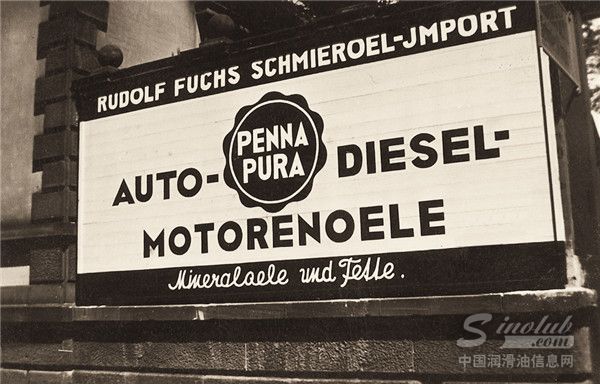 RUDOLF FUCHS SCHMIEROEL-JMPORT
PENNA
PURA
AUTO- DIESEL-
MOTORENOELE
Mineraloele und Fette.
Sinolub
.com
中国润滑油信息网